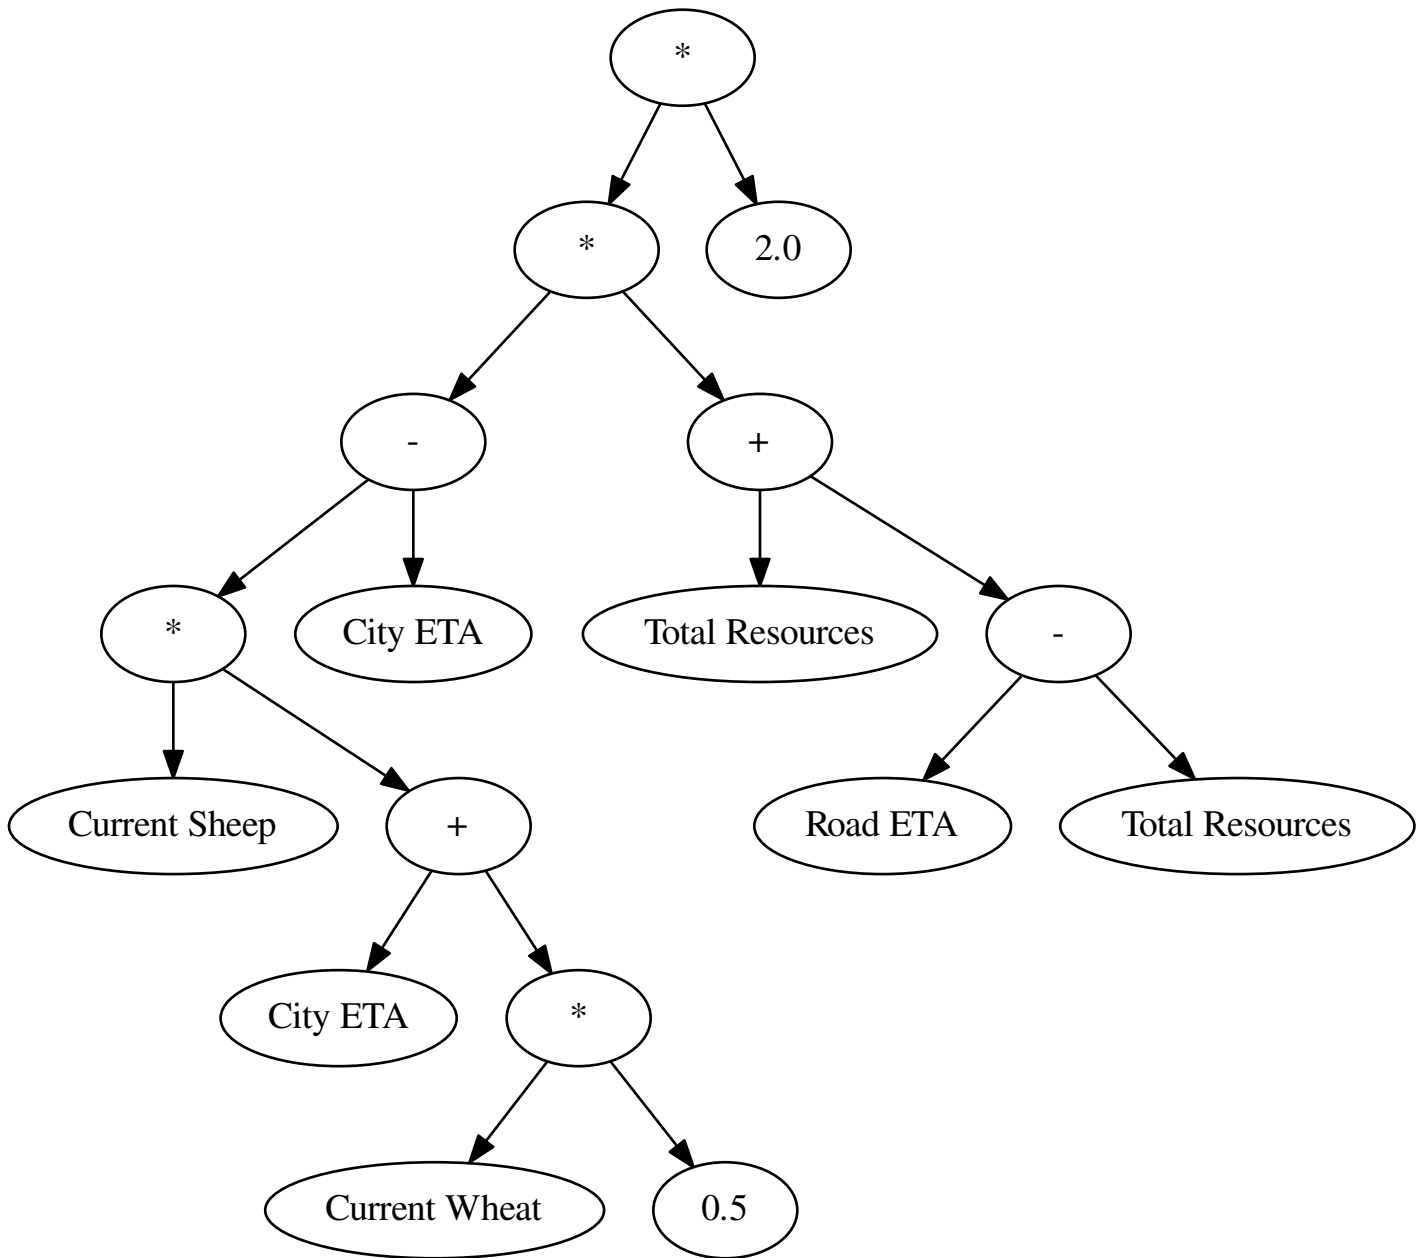 *
*
2.0
-
+
*
City ETA
Total Resources
-
Current Sheep
+
Road ETA
Total Resources
City ETA
*
Current Wheat
0.5